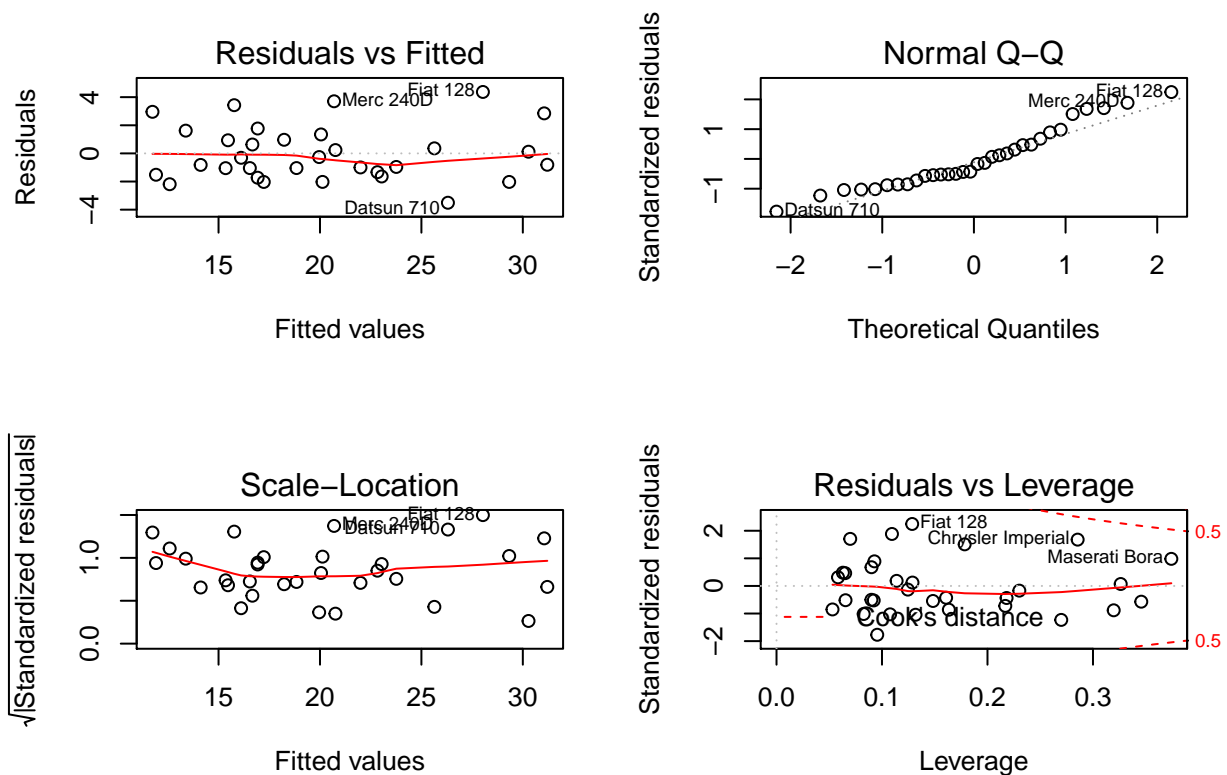 Residuals vs Fitted
Residuals
4
0
−4
Fiat 128
Merc 240D
Datsun 710
15 20 25 30
Fitted values
Normal Q−Q
Standardized residuals
1
−1
Fiat 128
Merc 240D
Datsun 710
−2 −1 0 1 2
Theoretical Quantiles
Scale−Location
√|Standardized residuals|
1.0
0.0
Fiat 128
Merc 240D
Datsun 710
15 20 25 30
Fitted values
Residuals vs Leverage
Standardized residuals
2
0
−2
Fiat 128
Chrysler Imperial
Maserati Bora
Cook's distance
0.5
0.5
0.0 0.1 0.2 0.3
Leverage